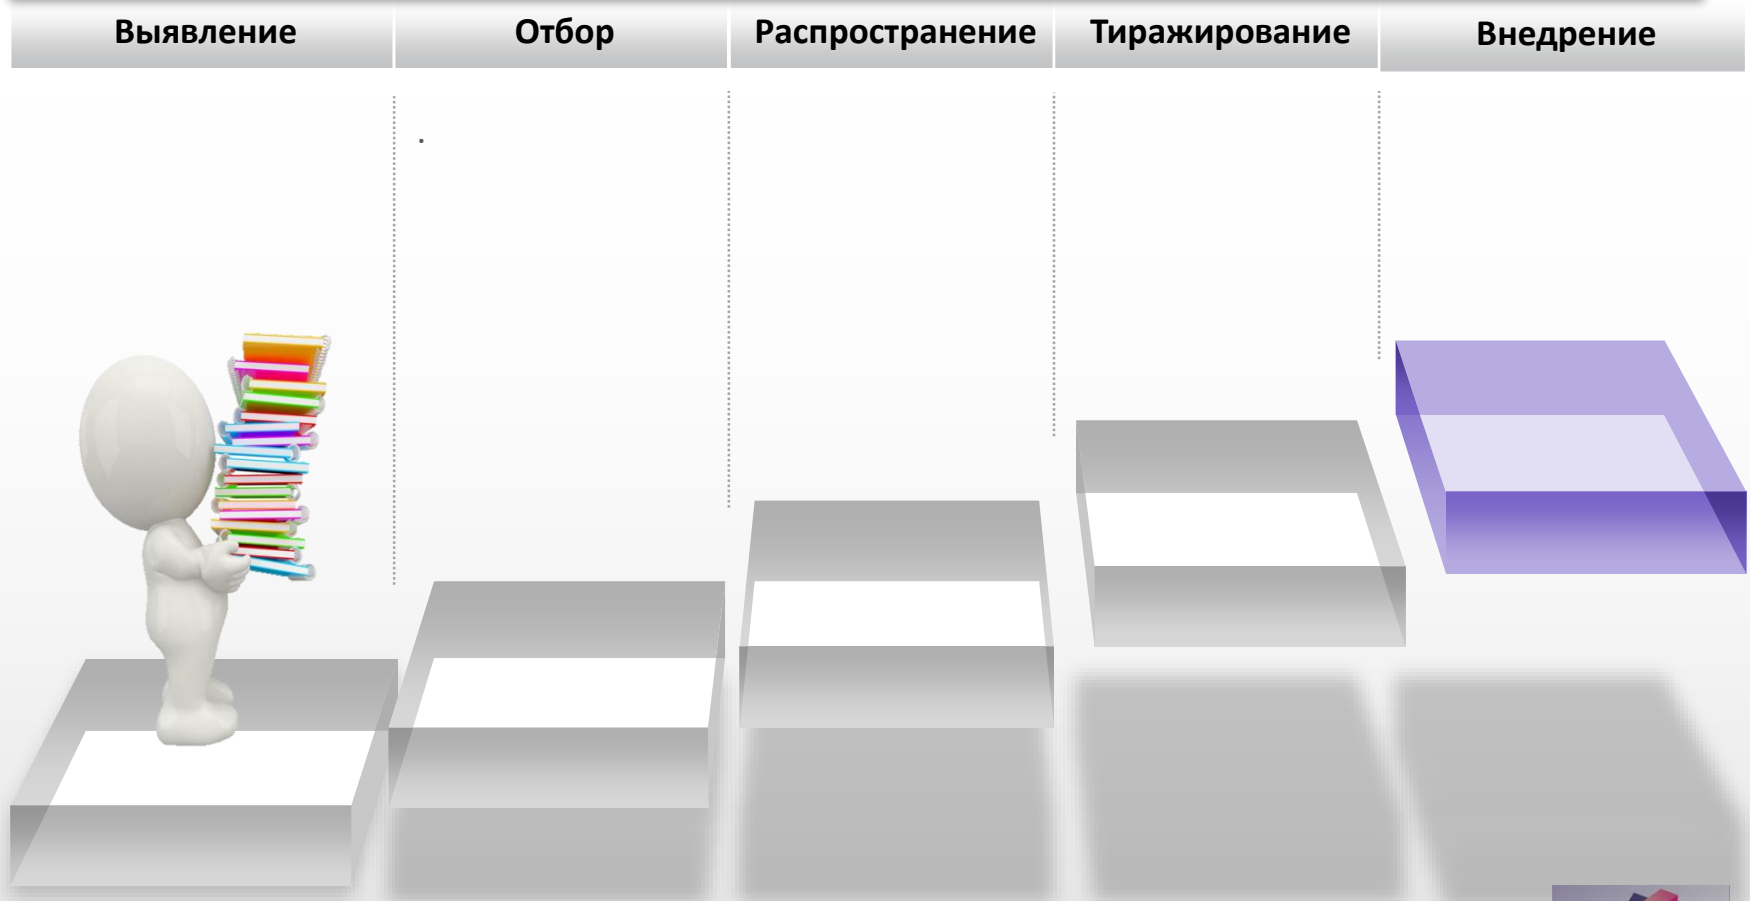 Выявление
Отбор
Распространение
Тиражирование
Внедрение
.